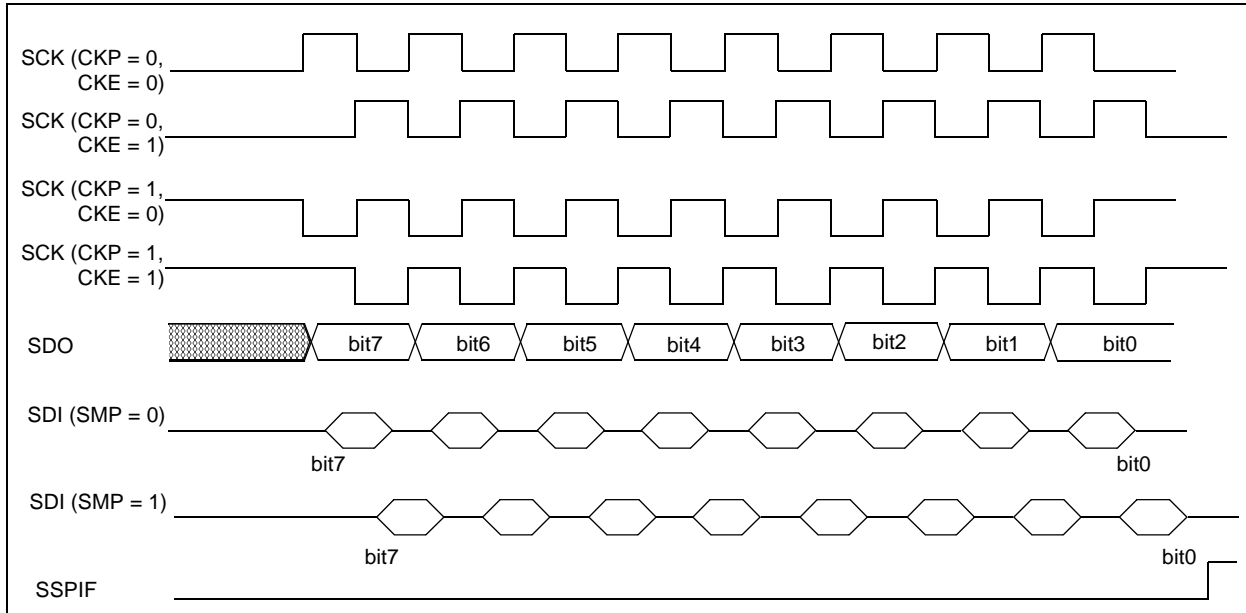 SCK (CKP = 0,
CKE = 0)
SCK (CKP = 0,
CKE = 1)
SCK (CKP = 1,
CKE = 0)
SCK (CKP = 1,
CKE = 1)
SDO bit7 bit6 bit5 bit4 bit3 bit2 bit1 bit0
SDI (SMP = 0)
bit7 bit0
SDI (SMP = 1)
bit7 bit0
SSPIF